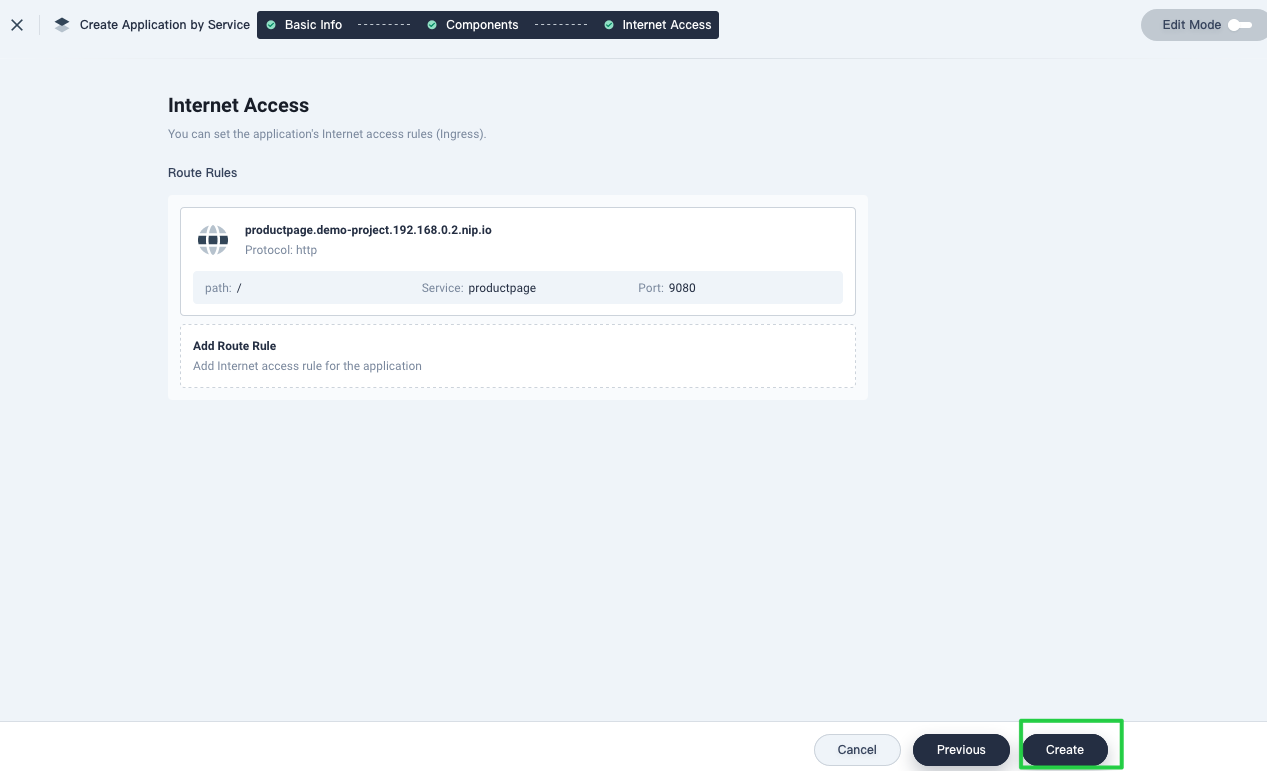 Create Application by Service Basic Info Components Internet Access Edit Mode
Internet Access
You can set the application's Internet access rules (Ingress).
Route Rules
productpage.demo-project.192.168.0.2.nip.io
Protocol: http
path: / Service: productpage Port: 9080
Add Route Rule
Add Internet access rule for the application
Cancel Previous Create